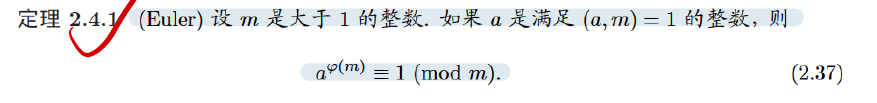 定理 2.4.1 (Euler) 设 m 是大于 1 的整数. 如果 a 是满足 (a, m) = 1 的整数, 则
a^{φ(m)} ≡ 1 (mod m). (2.37)